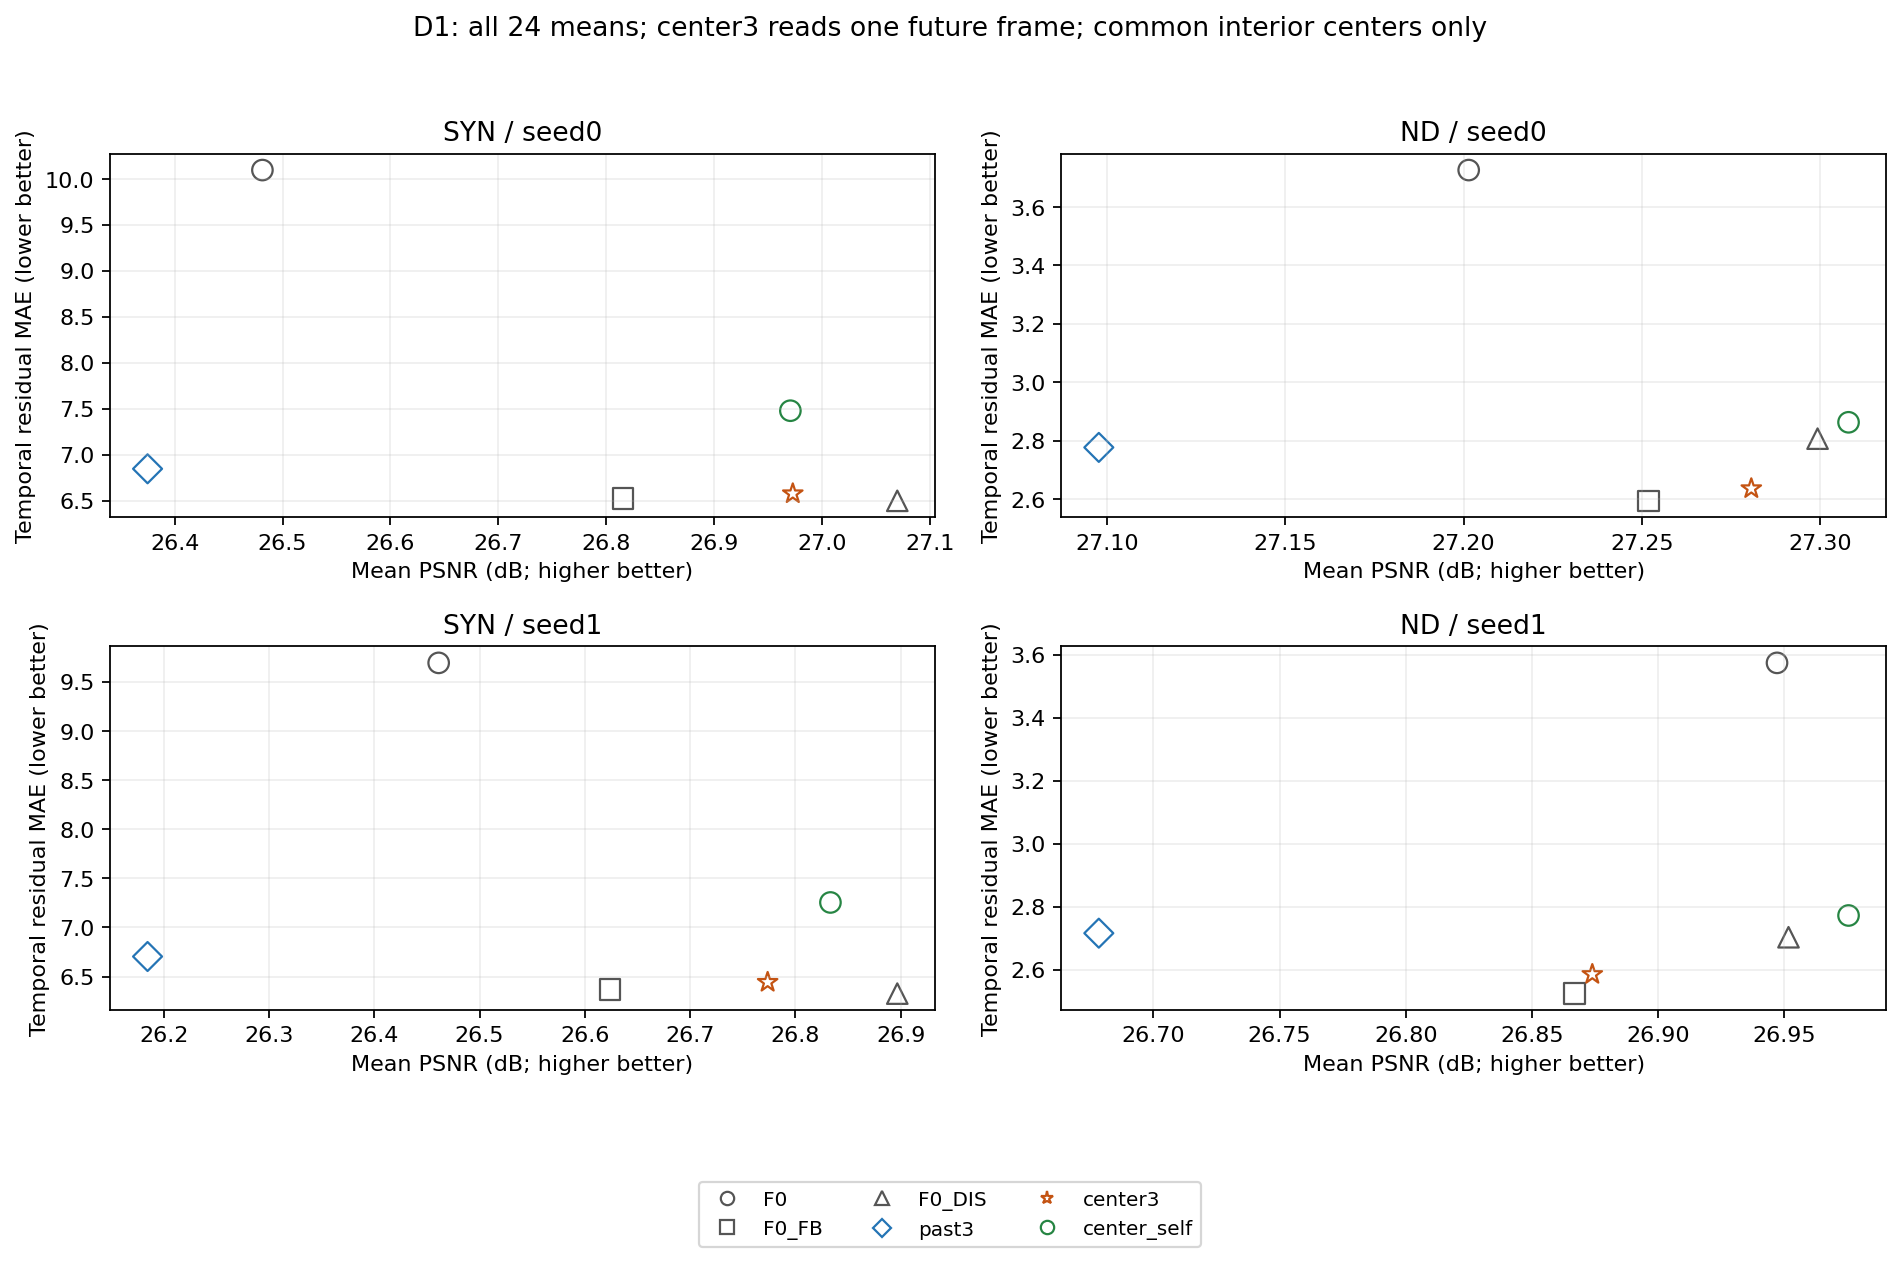 D1: all 24 means; center3 reads one future frame; common interior centers only
SYN / seed0
Temporal residual MAE (lower better)
10.0
9.5
9.0
8.5
8.0
7.5
7.0
6.5
26.4 26.5 26.6 26.7 26.8 26.9 27.0 27.1
Mean PSNR (dB; higher better)
ND / seed0
Temporal residual MAE (lower better)
3.6
3.4
3.2
3.0
2.8
2.6
27.10 27.15 27.20 27.25 27.30
Mean PSNR (dB; higher better)
SYN / seed1
Temporal residual MAE (lower better)
9.5
9.0
8.5
8.0
7.5
7.0
6.5
26.2 26.3 26.4 26.5 26.6 26.7 26.8 26.9
Mean PSNR (dB; higher better)
ND / seed1
Temporal residual MAE (lower better)
3.6
3.4
3.2
3.0
2.8
2.6
26.70 26.75 26.80 26.85 26.90 26.95
Mean PSNR (dB; higher better)
F0 F0_DIS center3
F0_FB past3 center_self